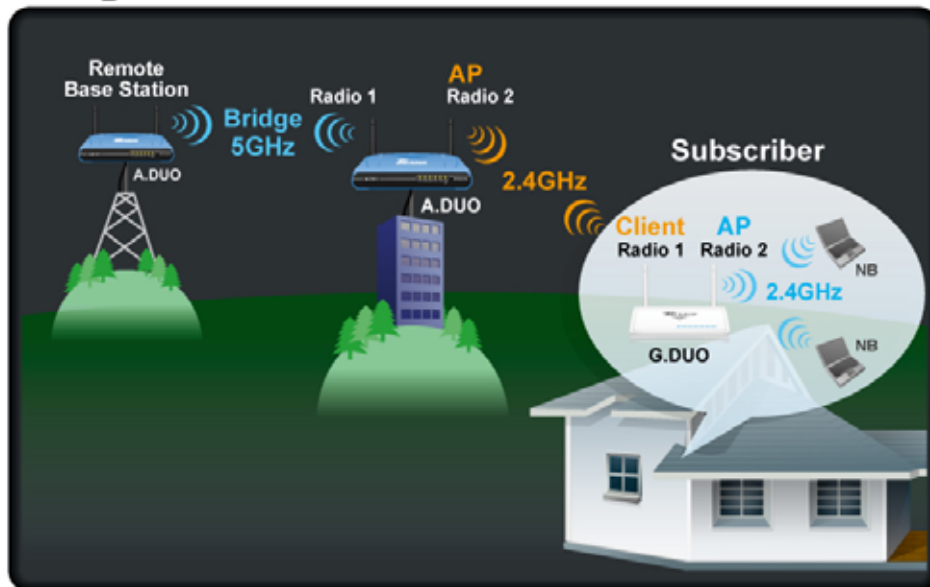 Remote
Base Station
A.DUO
Bridge
5GHz
Radio 1
AP
Radio 2
A.DUO
2.4GHz
Subscriber
Client
Radio 1
AP
Radio 2
G.DUO
2.4GHz
NB
NB